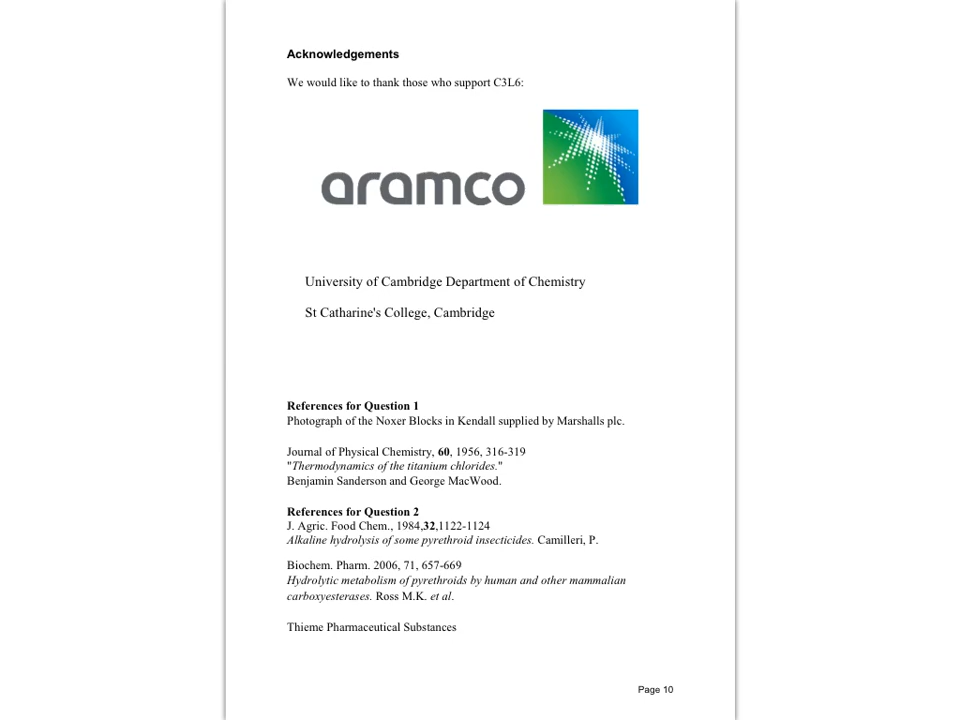 Acknowledgements
We would like to thank those who support C3L6:
aramco
University of Cambridge Department of Chemistry
St Catharine's College, Cambridge
References for Question 1
Photograph of the Noxer Blocks in Kendall supplied by Marshalls plc.
Journal of Physical Chemistry, 60, 1956, 316-319
"Thermodynamics of the titanium chlorides."
Benjamin Sanderson and George MacWood.
References for Question 2
J. Agric. Food Chem., 1984,32,1122-1124
Alkaline hydrolysis of some pyrethroid insecticides. Camilleri, P.
Biochem. Pharm. 2006, 71, 657-669
Hydrolytic metabolism of pyrethroids by human and other mammalian
carboxyesterases. Ross M.K. et al.
Thieme Pharmaceutical Substances
Page 10